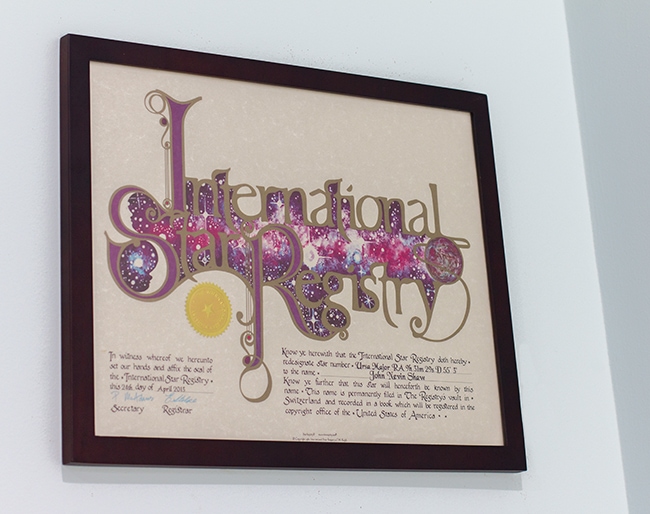 International
Star Registry
In witness whereof we hereunto
set our hands and affix the seal of
the • International Star Registry •
this 24th day of April 2015
Secretary Registrar
Know ye herewith that the International Star Registry doth hereby •
redesignate star number • Ursa Major RA 9h 51m 29s D 55° 5'
to the name • John Nevin Shaw
Know ye further that this star will henceforth be known by this
name • This name is permanently filed in The Registry's vault in •
Switzerland and recorded in a book which will be registered in the
copyright office of the • United States of America • •